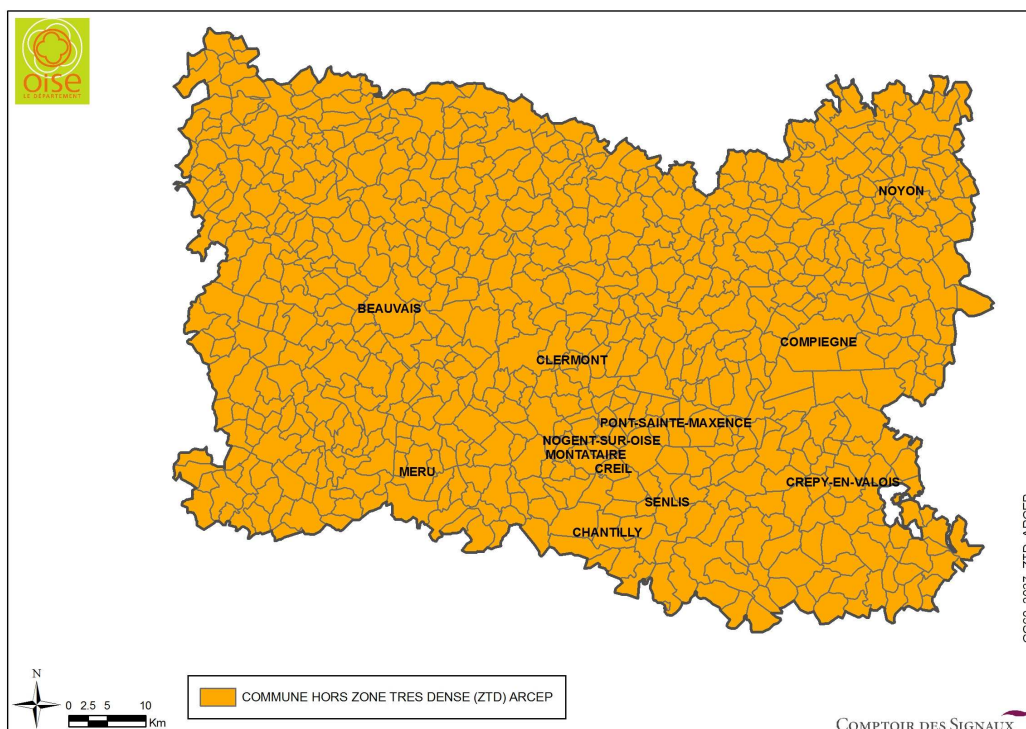 oise
LE DÉPARTEMENT
NOYON
BEAUVAIS
COMPIEGNE
CLERMONT
PONT-SAINTE-MAXENCE
NOGENT-SUR-OISE
MONTATAIRE
CREIL
MERU
CREPY-EN-VALOIS
SENLIS
CHANTILLY
N
0 2.5 5 10
Km
COMMUNE HORS ZONE TRES DENSE (ZTD) ARCEP
COMPTOIR DES SIGNAUX